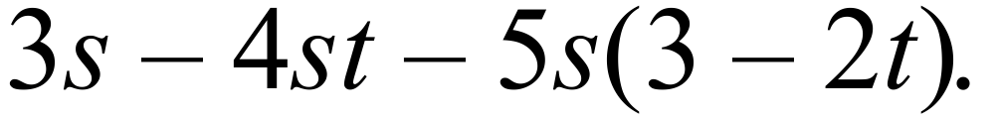 3s − 4st − 5s(3 − 2t).